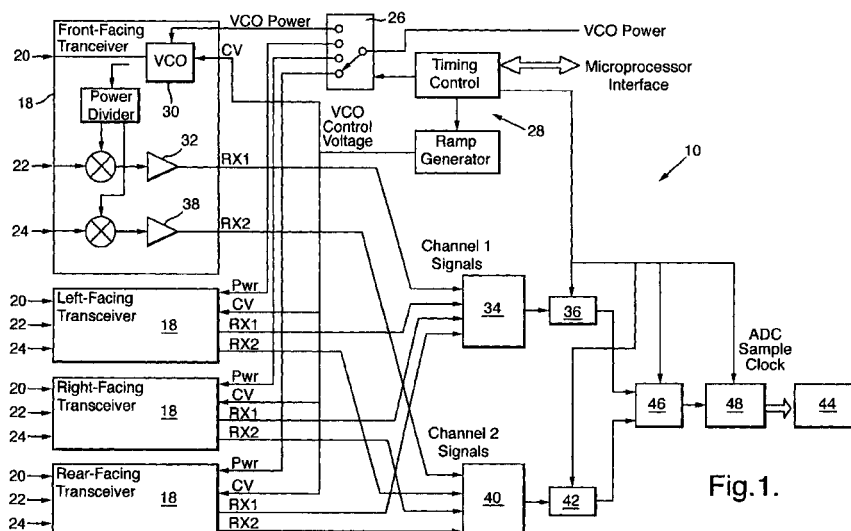 Front-Facing
Tranceiver
VCO Power
26
VCO Power
20
CV
VCO
Timing
Control
Microprocessor
Interface
18
30
Power
Divider
VCO
Control
Voltage
28
32
Ramp
Generator
10
22
RX1
38
24
RX2
Channel 1
Signals
Pwr
20
Left-Facing
Transceiver
CV
22
18
RX1
34
36
24
RX2
ADC
Sample
Clock
Pwr
20
Right-Facing
Transceiver
CV
22
18
RX1
46
48
44
24
RX2
Channel 2
Signals
Pwr
20
Rear-Facing
Transceiver
CV
22
18
RX1
40
42
24
RX2
Fig.1.